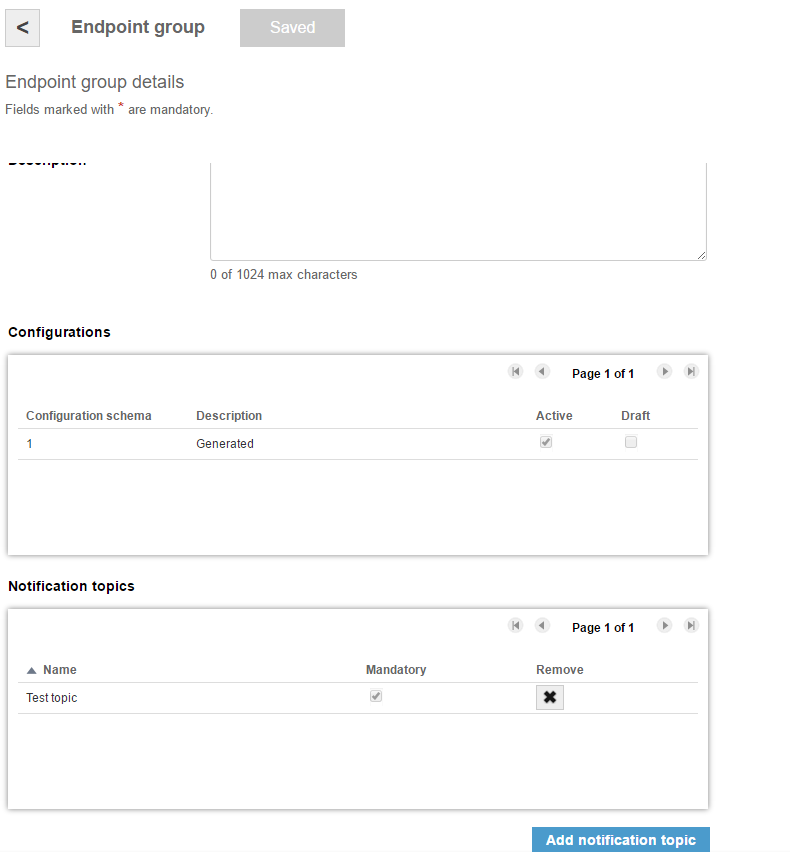 < Endpoint group Saved
Endpoint group details
Fields marked with * are mandatory.
Description
0 of 1024 max characters
Configurations
Page 1 of 1
Configuration schema Description Active Draft
1 Generated
Notification topics
Page 1 of 1
Name Mandatory Remove
Test topic
Add notification topic